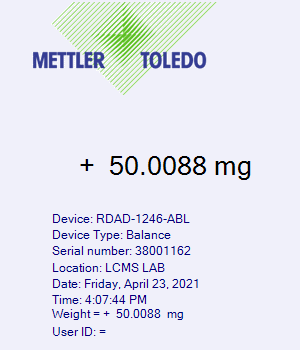 METTLER TOLEDO
+ 50.0088 mg
Device: RDAD-1246-ABL
Device Type: Balance
Serial number: 38001162
Location: LCMS LAB
Date: Friday, April 23, 2021
Time: 4:07:44 PM
Weight = + 50.0088 mg
User ID: =